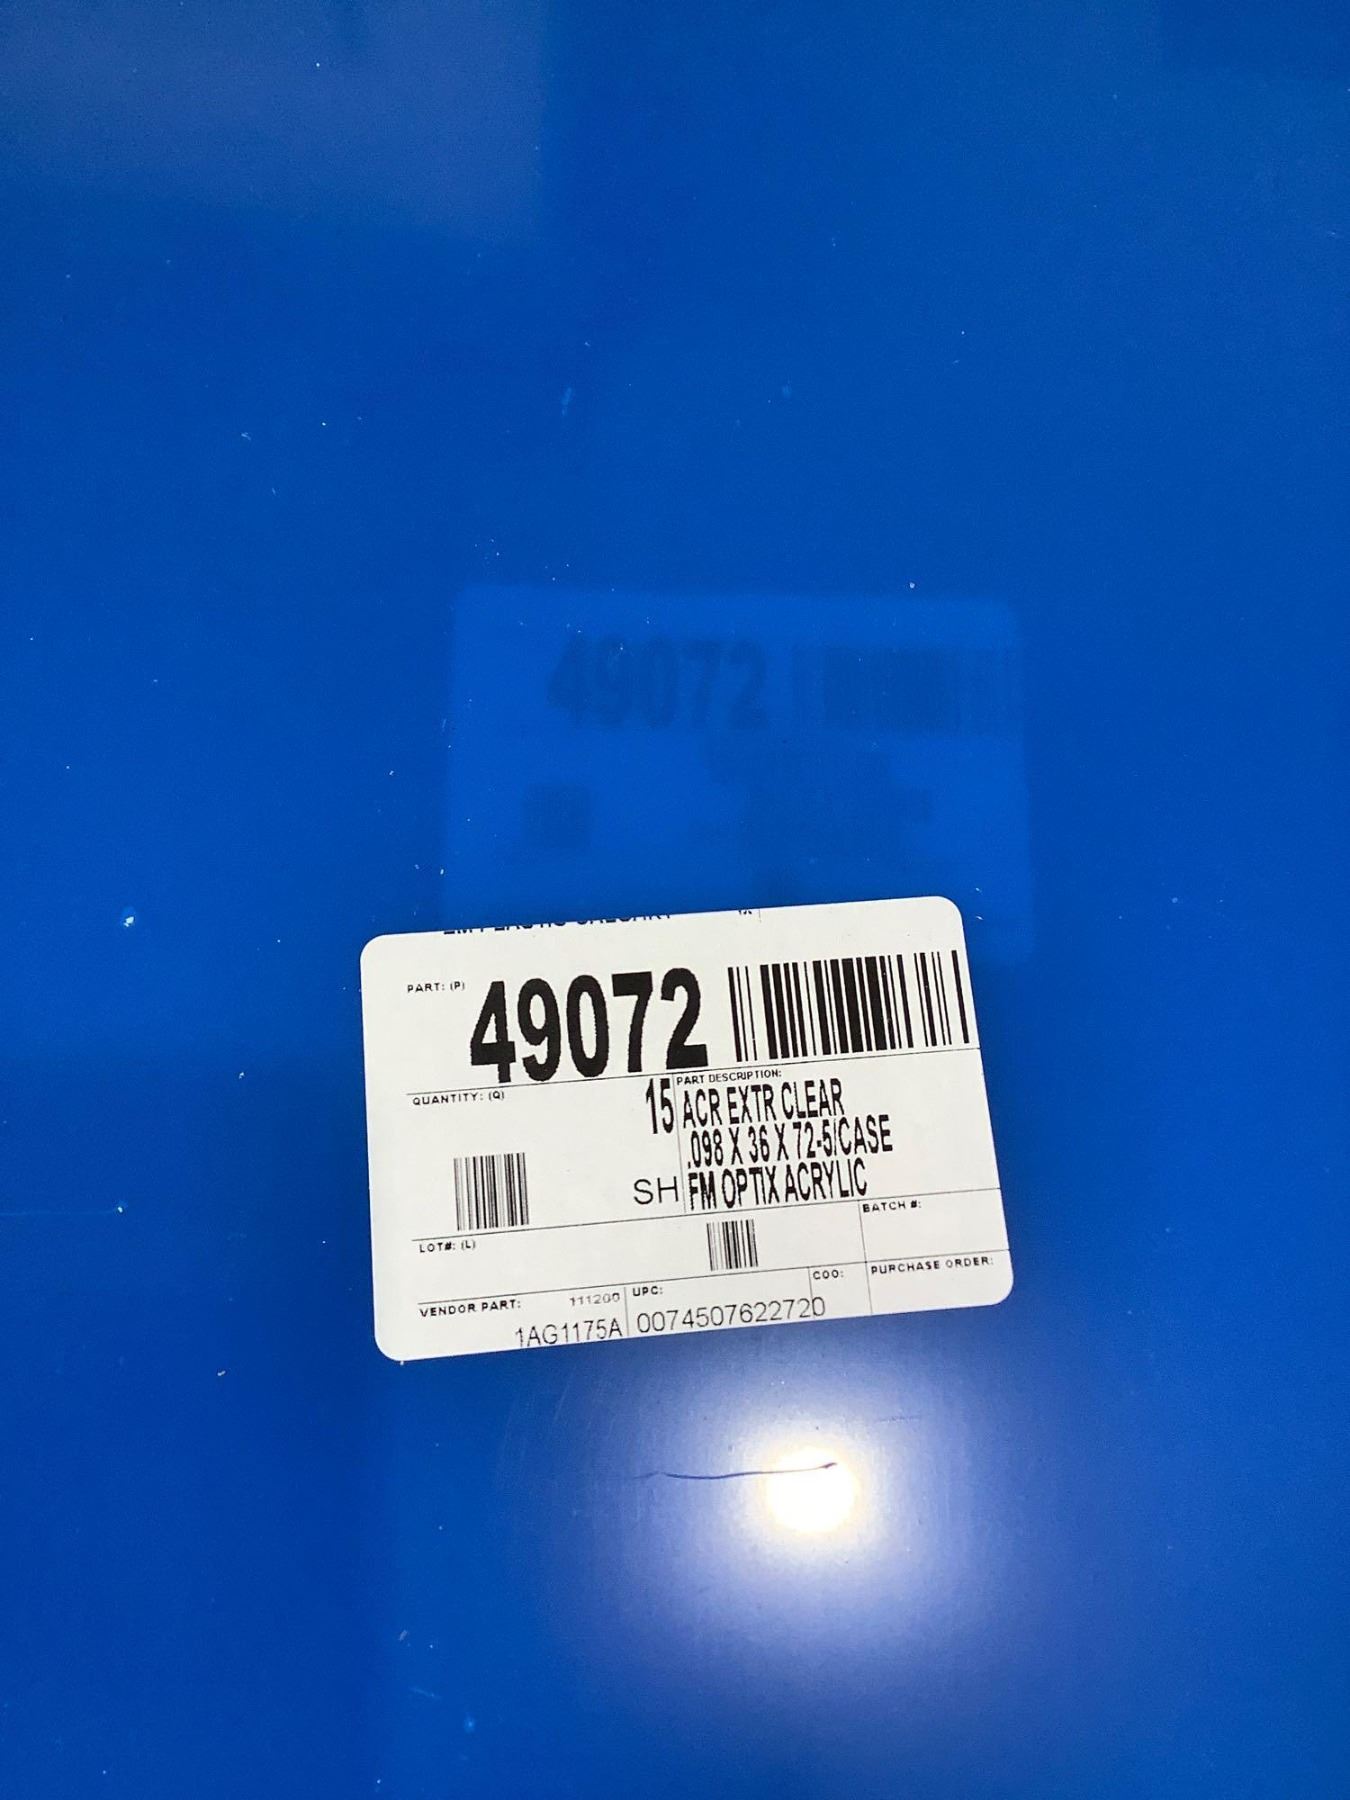 PART: (P)
49072
QUANTITY: (Q)
15
SH
PART DESCRIPTION:
ACR EXTR CLEAR
.098 X 36 X 72-5/CASE
FM OPTIX ACRYLIC
LOT#: (L)
BATCH #:
VENDOR PART:
111200
1AG1175A
UPC:
0074507622720
COO:
PURCHASE ORDER:
49072